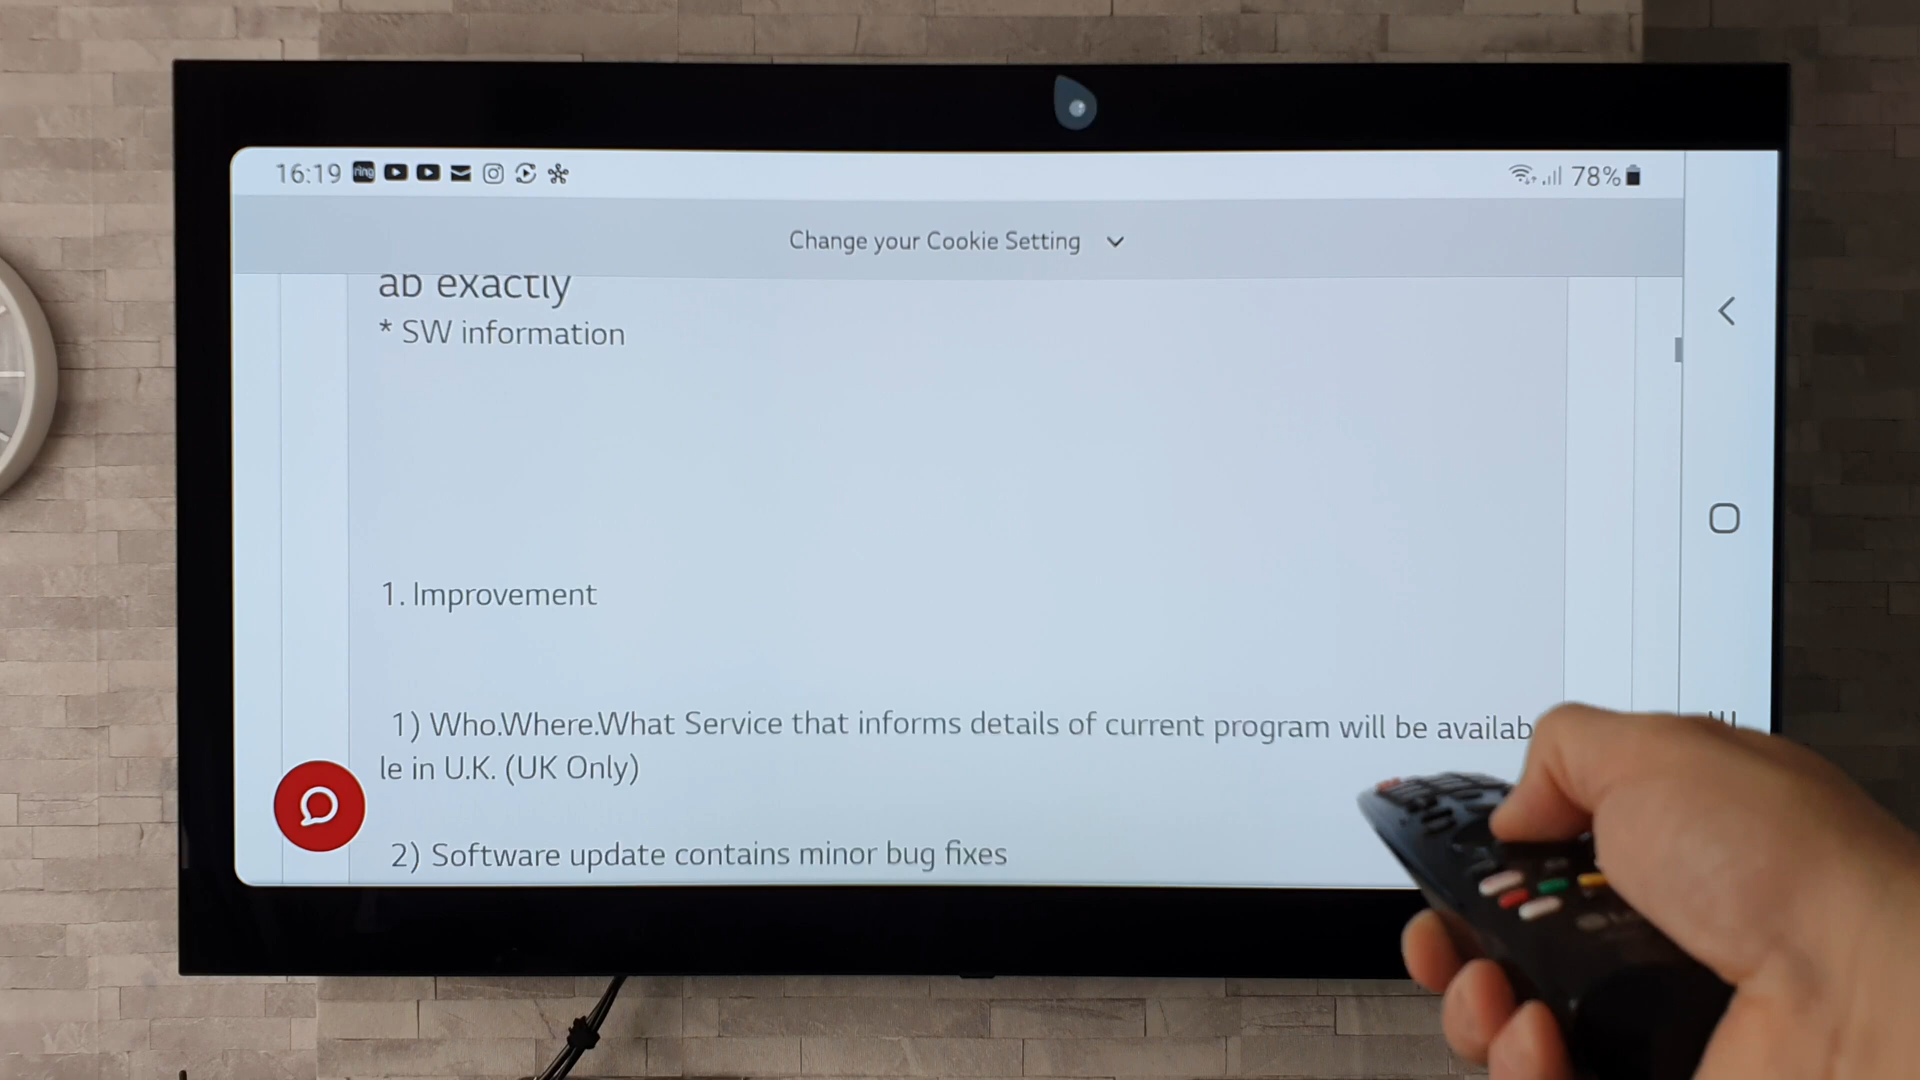 16:19 ring 78%
Change your Cookie Setting
ab exactly
* SW information
1. Improvement
1) Who.Where.What Service that informs details of current program will be availab
le in U.K. (UK Only)
2) Software update contains minor bug fixes